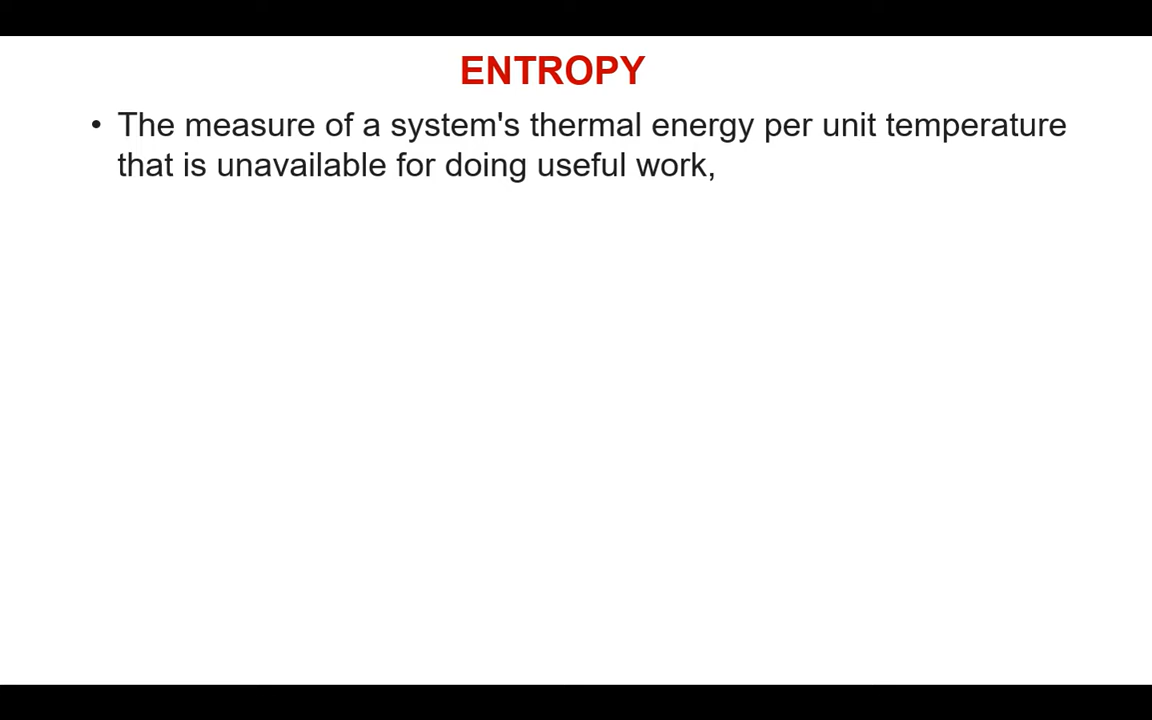 ENTROPY
• The measure of a system's thermal energy per unit temperature
that is unavailable for doing useful work,